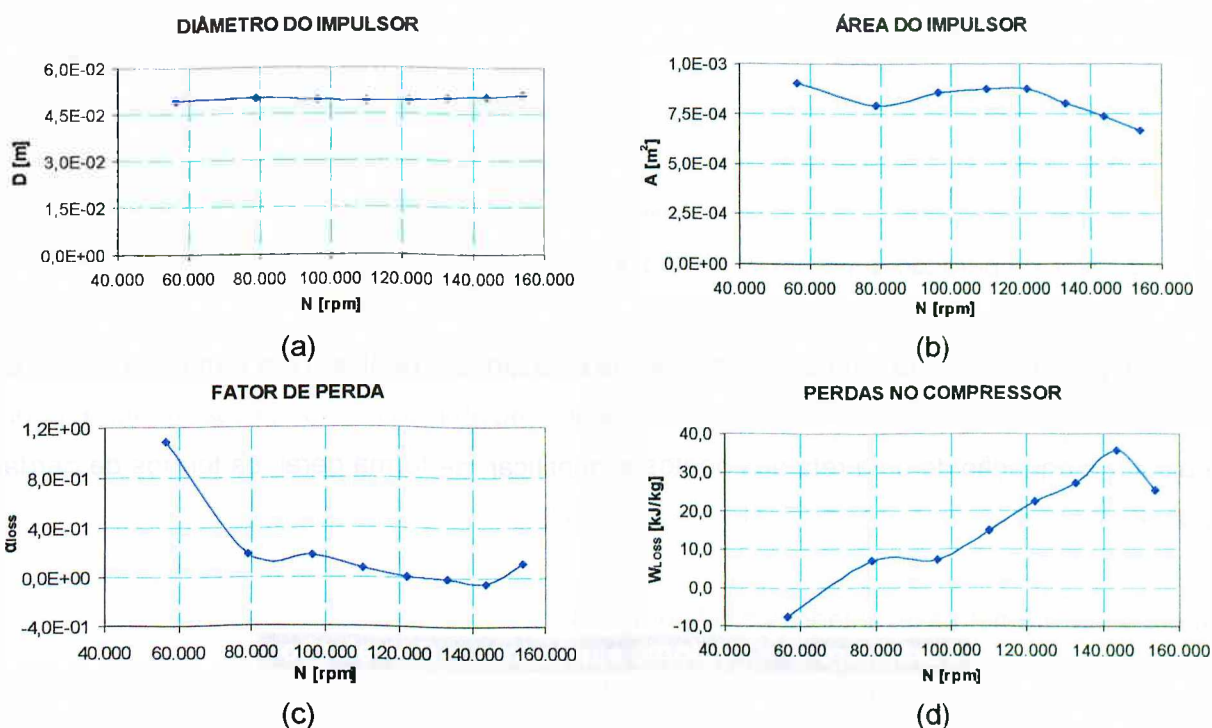 DIÂMETRO DO IMPULSOR
6,0E-02
4,5E-02
3,0E-02
1,5E-02
0,0E+00
D [m]
40.000 60.000 80.000 100.000 120.000 140.000 160.000
N [rpm]
(a)
ÁREA DO IMPULSOR
1,0E-03
7,5E-04
5,0E-04
2,5E-04
0,0E+00
A [m²]
40.000 60.000 80.000 100.000 120.000 140.000 160.000
N [rpm]
(b)
FATOR DE PERDA
1,2E+00
8,0E-01
4,0E-01
0,0E+00
-4,0E-01
αloss
40.000 60.000 80.000 100.000 120.000 140.000 160.000
N [rpm]
(c)
PERDAS NO COMPRESSOR
40,0
30,0
20,0
10,0
0,0
-10,0
WLOSS [kJ/kg]
40.000 60.000 80.000 100.000 120.000 140.000 160.000
N [rpm]
(d)